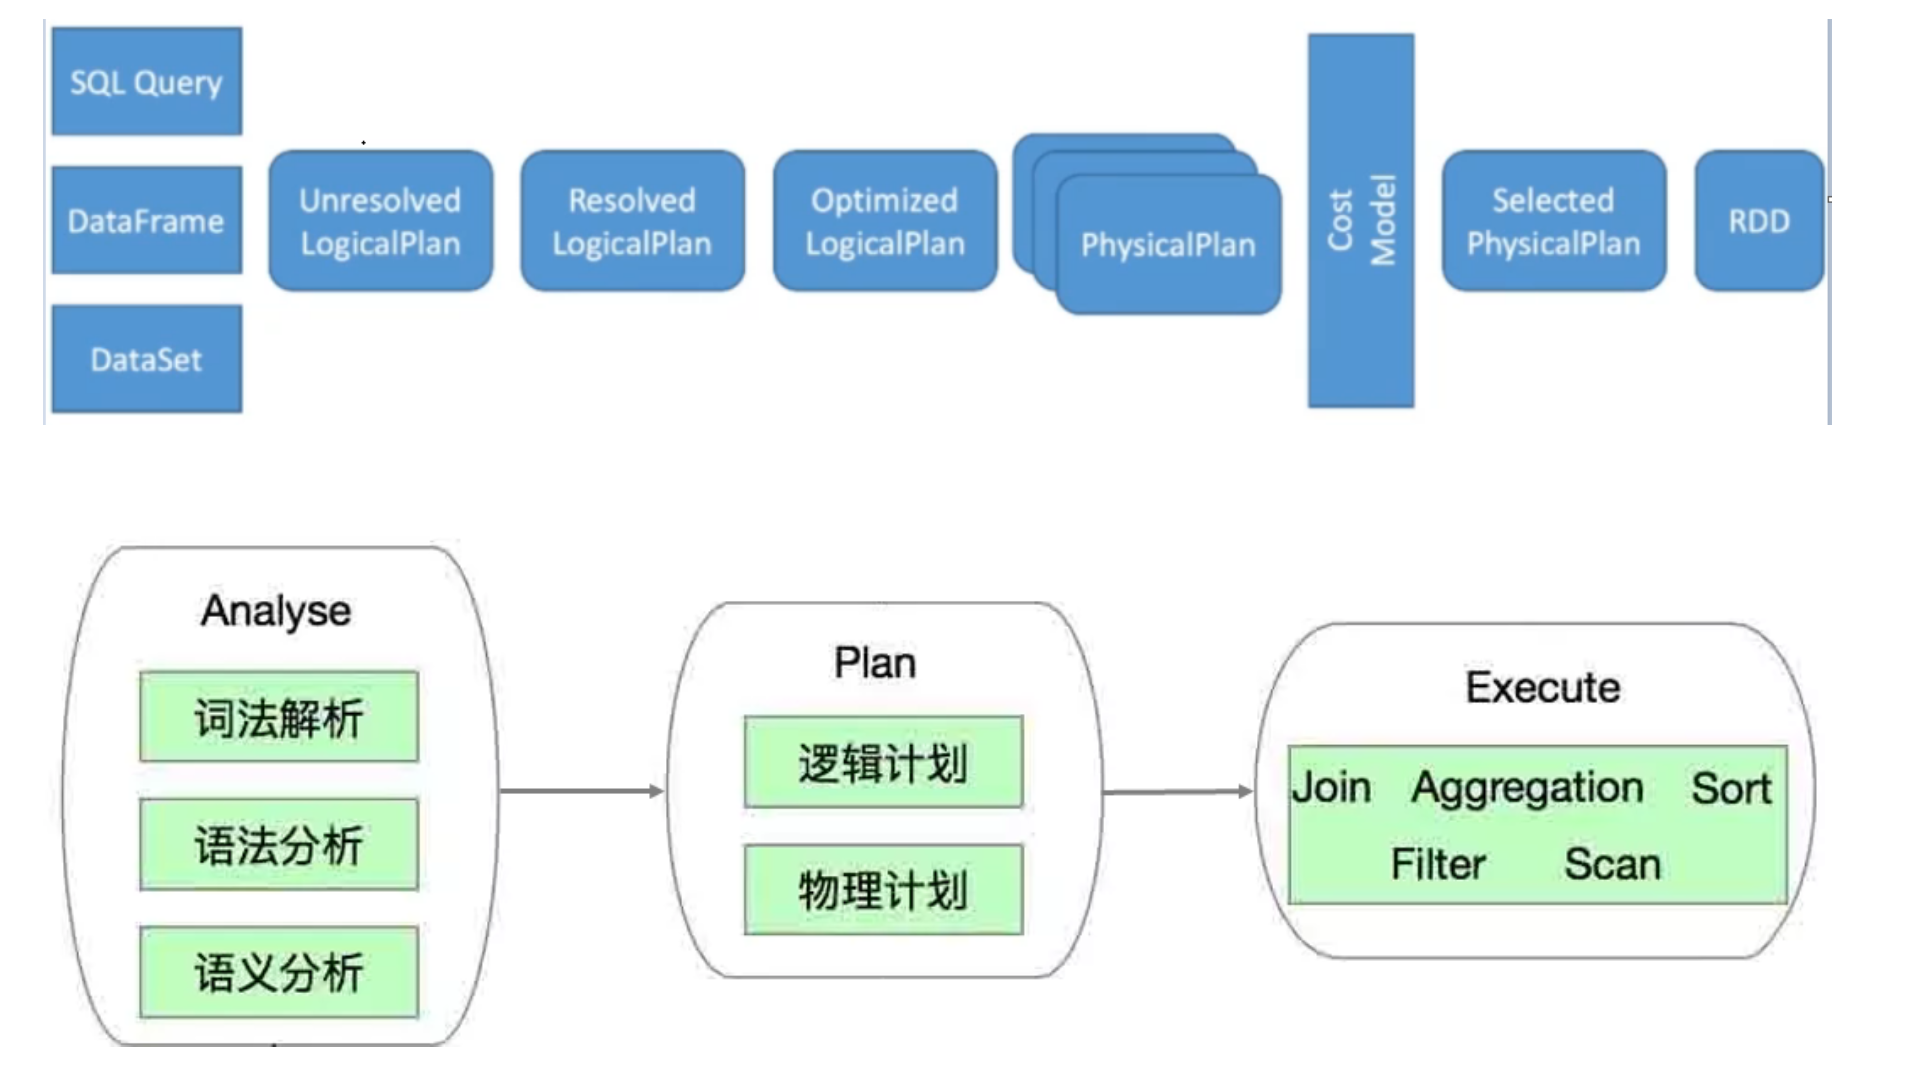 SQL Query
DataFrame
DataSet
Unresolved
LogicalPlan
Resolved
LogicalPlan
Optimized
LogicalPlan
PhysicalPlan
Cost
Model
Selected
PhysicalPlan
RDD
Analyse
词法解析
语法分析
语义分析
Plan
逻辑计划
物理计划
Execute
Join Aggregation Sort
Filter Scan